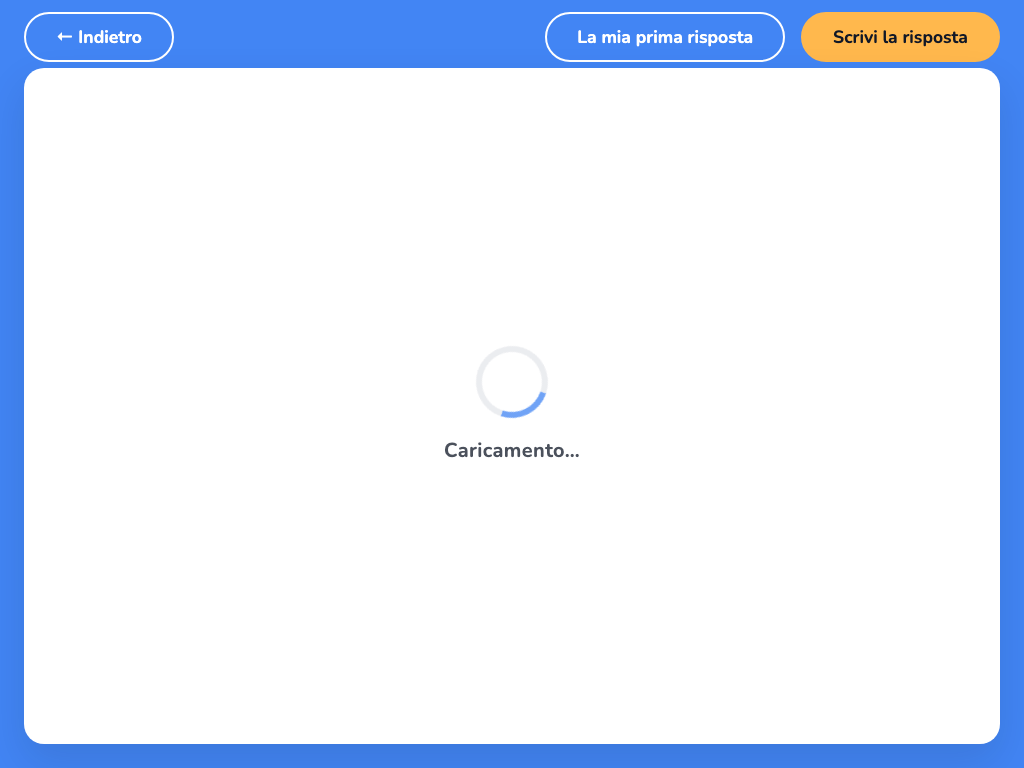 ← Indietro
La mia prima risposta
Scrivi la risposta
Caricamento...